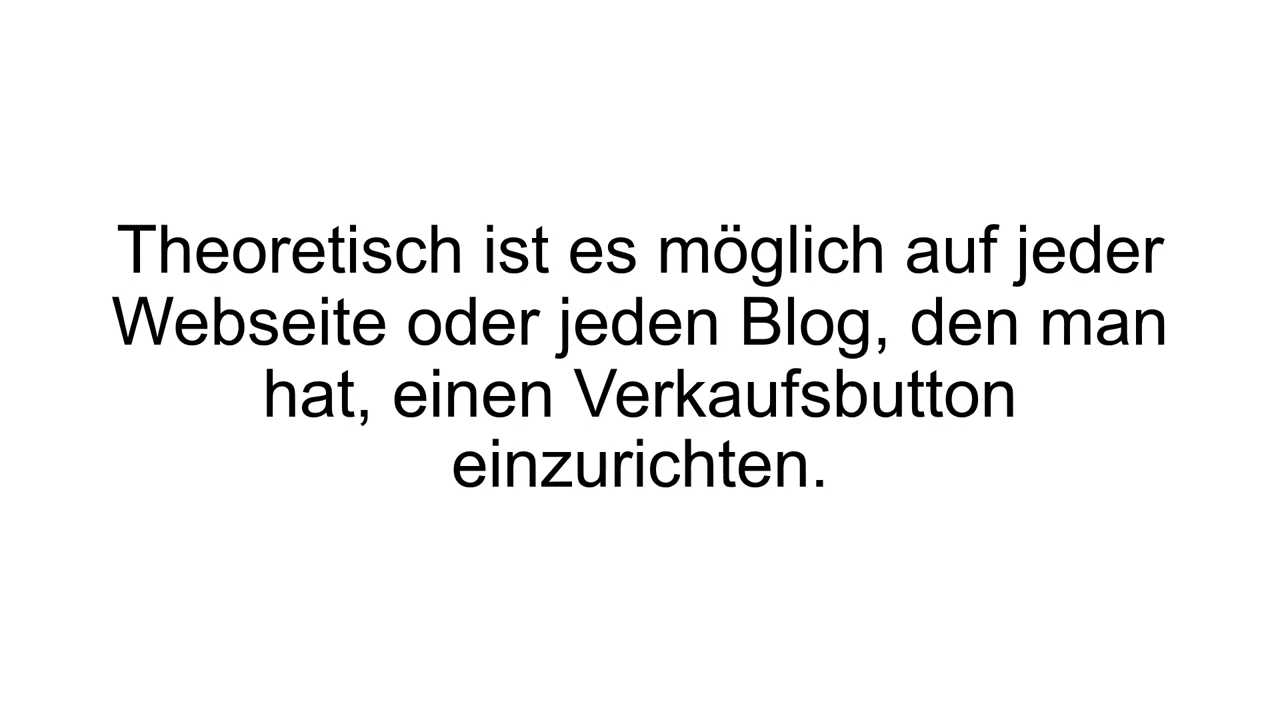 Theoretisch ist es möglich auf jeder
Webseite oder jeden Blog, den man
hat, einen Verkaufsbutton
einzurichten.